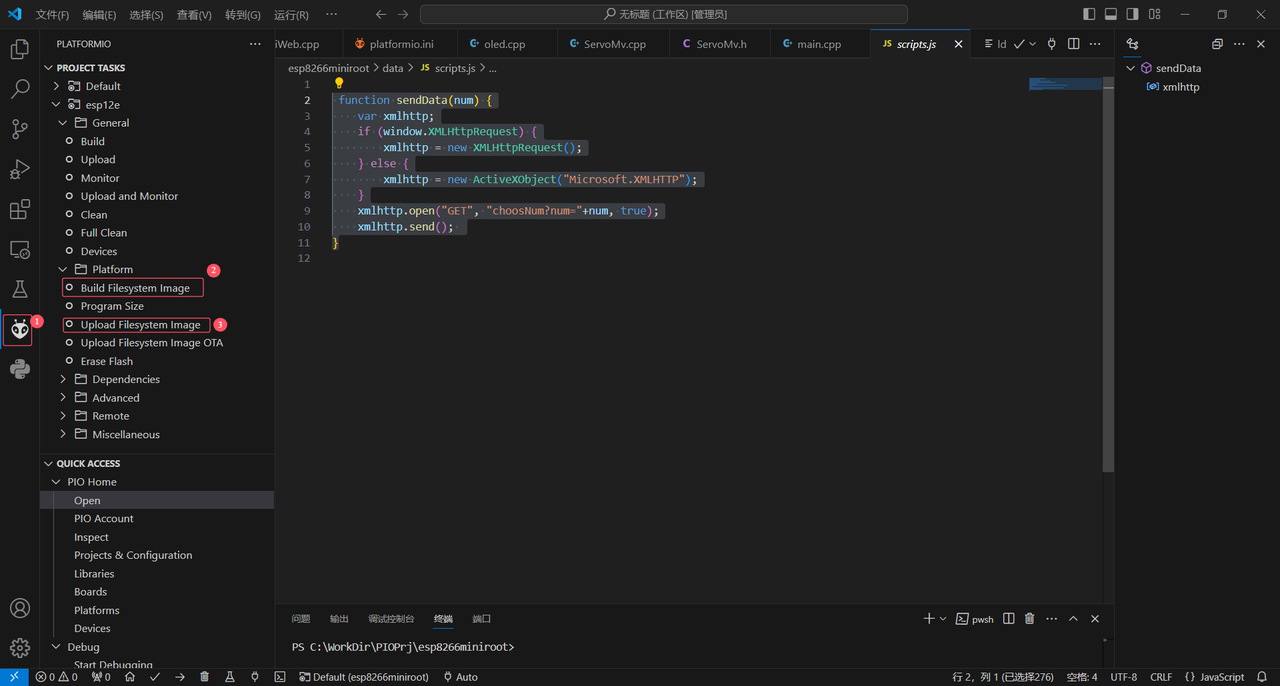 文件(F) 编辑(E) 选择(S) 查看(V) 转到(G) 运行(R) ··· 无标题 (工作区) [管理员]
PLATFORMIO ···
iWeb.cpp platformio.ini oled.cpp ServoMv.cpp ServoMv.h main.cpp JS scripts.js ld ···
esp8266miniroot > data > JS scripts.js > ...
PROJECT TASKS
Default
esp12e
General
Build
Upload
Monitor
Upload and Monitor
Clean
Full Clean
Devices
Platform
2
Build Filesystem Image
Program Size
1
Upload Filesystem Image
3
Upload Filesystem Image OTA
Erase Flash
Dependencies
Advanced
Remote
Miscellaneous
QUICK ACCESS
PIO Home
Open
PIO Account
Inspect
Projects & Configuration
Libraries
Boards
Platforms
Devices
Debug
Start Debugging
1
2 function sendData(num) {
3 var xmlhttp;
4 if (window.XMLHttpRequest) {
5 xmlhttp = new XMLHttpRequest();
6 } else {
7 xmlhttp = new ActiveXObject("Microsoft.XMLHTTP");
8 }
9 xmlhttp.open("GET", "choosNum?num="+num, true);
10 xmlhttp.send();
11 }
12
sendData
xmlhttp
问题 输出 调试控制台 终端 端口 pwsh ···
PS C:\WorkDir\PIOPrj\esp8266miniroot>
0 0 0 Default (esp8266miniroot) Auto 行 2，列 1 (已选择276) 空格: 4 UTF-8 CRLF {} JavaScript